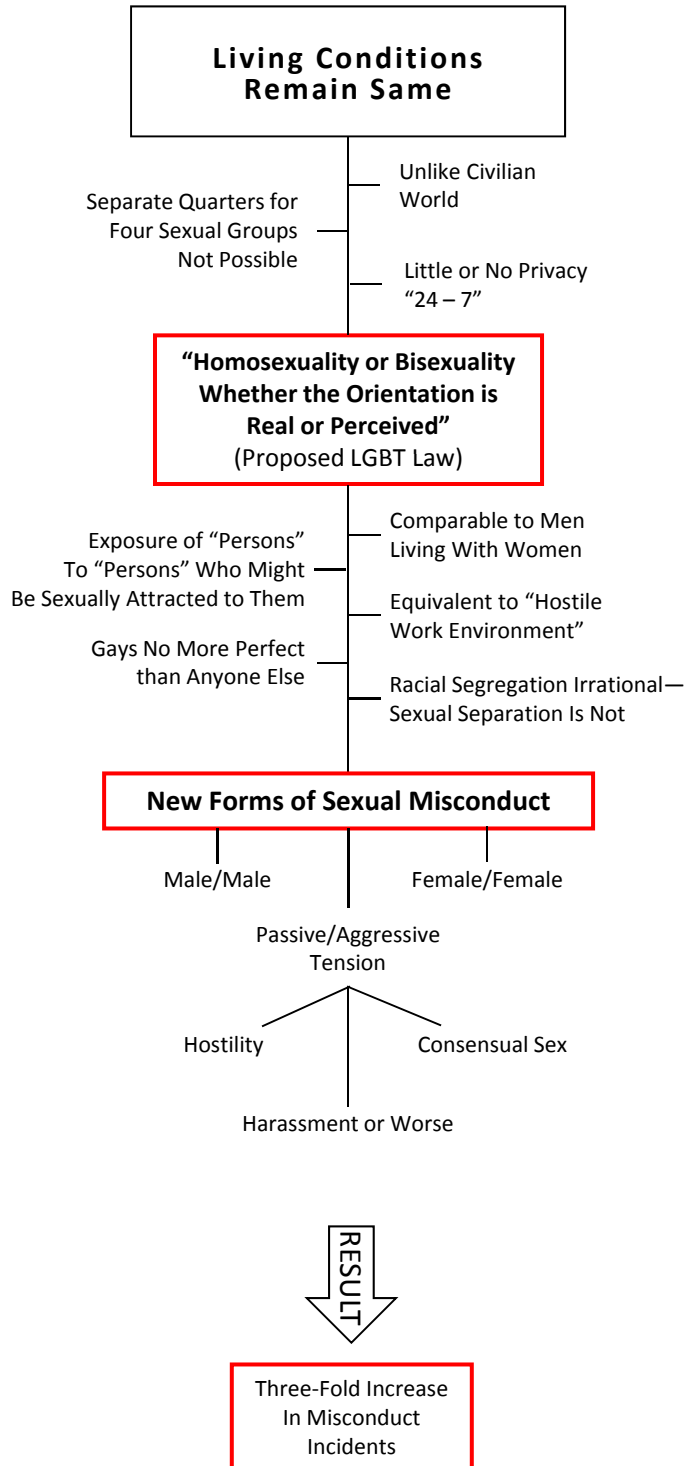 Living Conditions
Remain Same
Unlike Civilian
World
Separate Quarters for
Four Sexual Groups
Not Possible
Little or No Privacy
“24 – 7”
“Homosexuality or Bisexuality
Whether the Orientation is
Real or Perceived”
(Proposed LGBT Law)
Comparable to Men
Living With Women
Exposure of “Persons”
To “Persons” Who Might
Be Sexually Attracted to Them
Equivalent to “Hostile
Work Environment”
Gays No More Perfect
than Anyone Else
Racial Segregation Irrational—
Sexual Separation Is Not
New Forms of Sexual Misconduct
Male/Male
Female/Female
Passive/Aggressive
Tension
Hostility
Consensual Sex
Harassment or Worse
RESULT
Three-Fold Increase
In Misconduct
Incidents